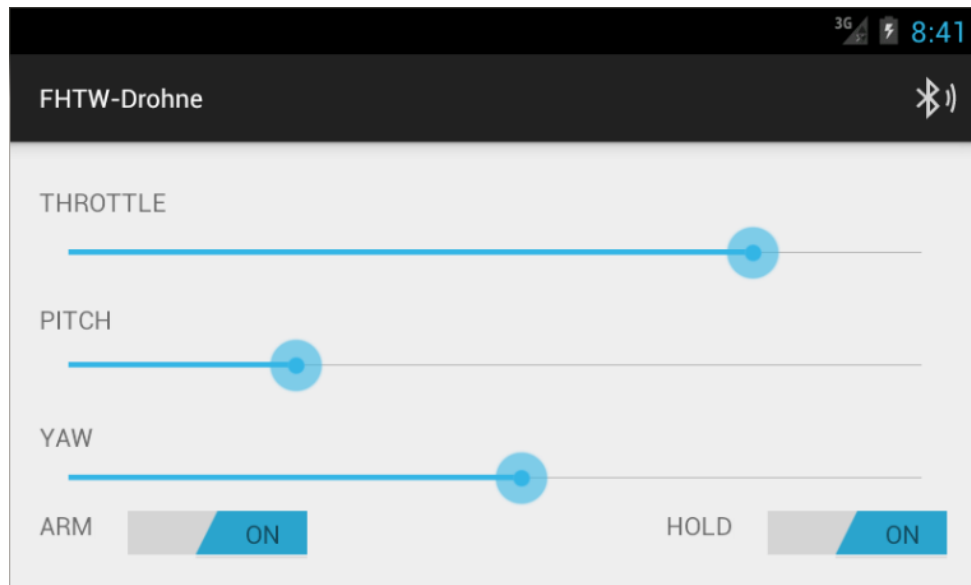 3G 8:41
FHTW-Drohne
THROTTLE
PITCH
YAW
ARM ON HOLD ON